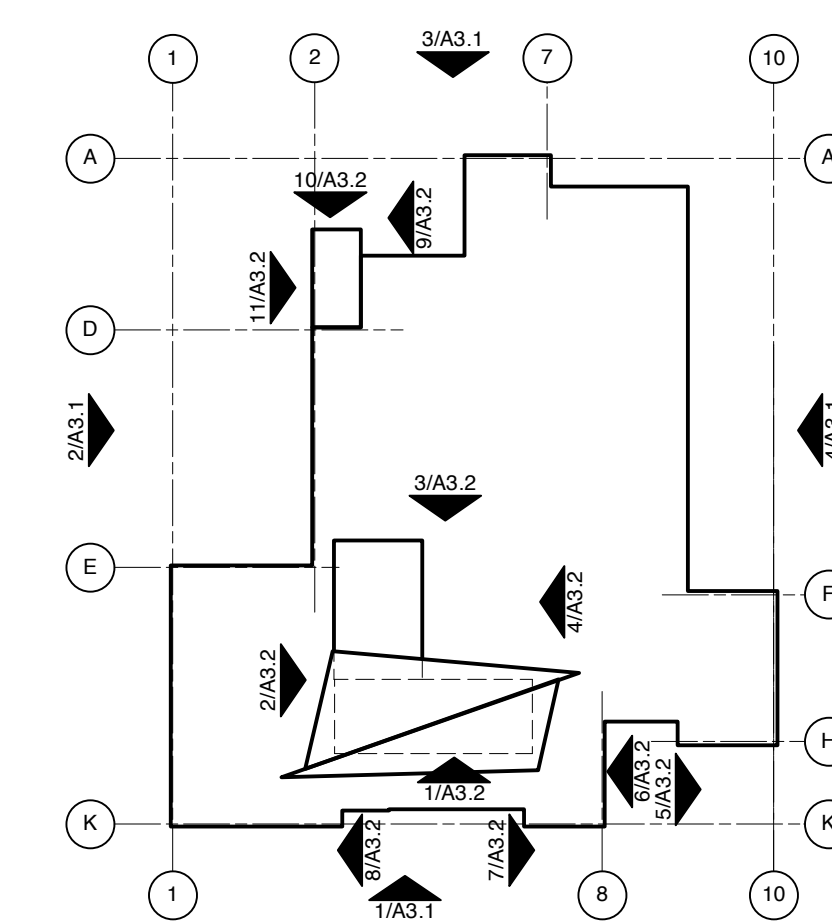 3/A3.1
1
2
7
10
A
A
10/A3.2
9/A3.2
11/A3.2
D
2/A3.1
4/A3.1
3/A3.2
E
F
4/A3.2
2/A3.2
H
1/A3.2
6/A3.2
5/A3.2
K
K
8/A3.2
7/A3.2
1
1/A3.1
8
10